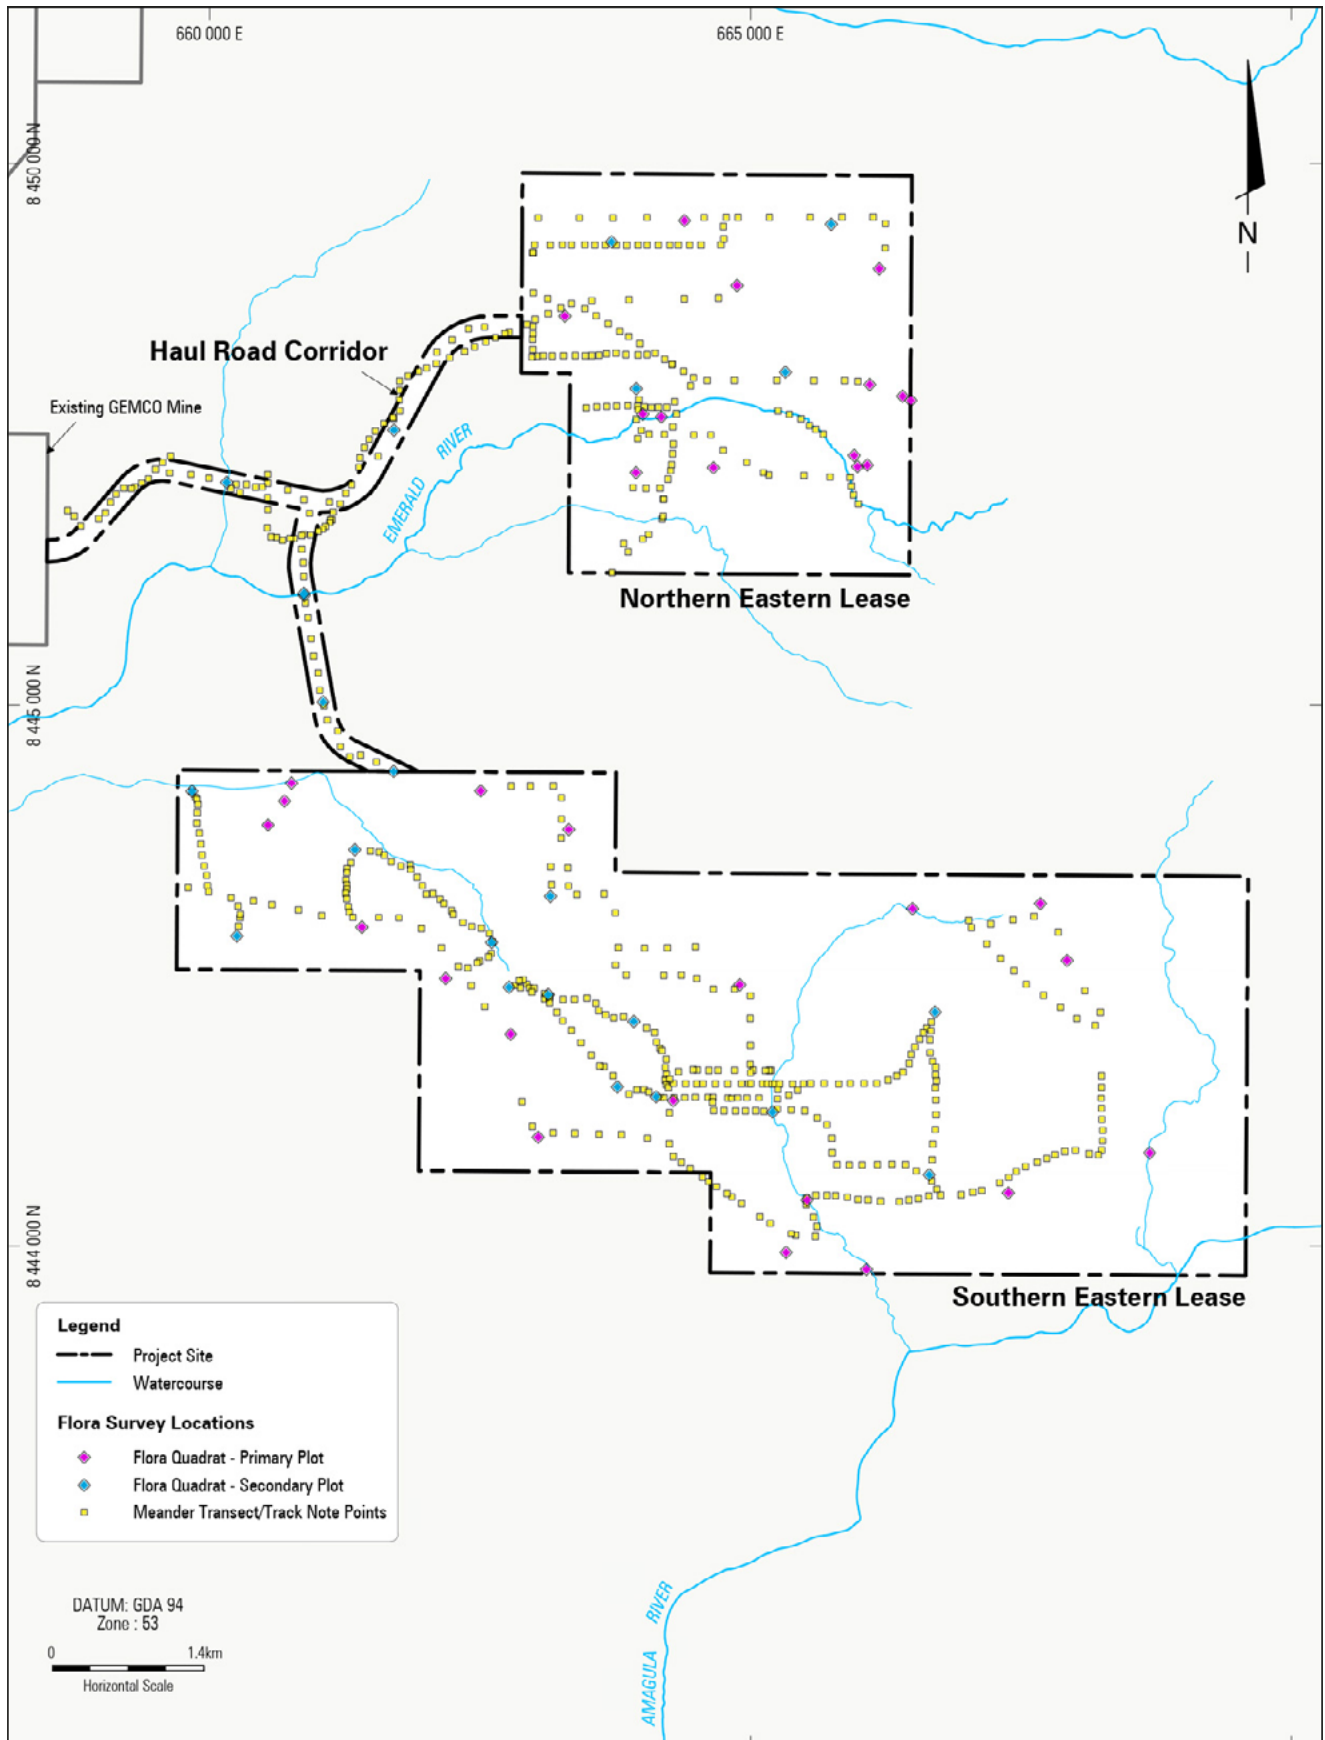 660 000 E
665 000 E
8 450 000 N
N
Haul Road Corridor
Existing GEMCO Mine
EMERALD RIVER
Northern Eastern Lease
8 445 000 N
8 444 000 N
Southern Eastern Lease
Legend
Project Site
Watercourse
Flora Survey Locations
Flora Quadrat - Primary Plot
Flora Quadrat - Secondary Plot
Meander Transect/Track Note Points
DATUM: GDA 94
Zone : 53
0 1.4km
Horizontal Scale
AMAGULA RIVER